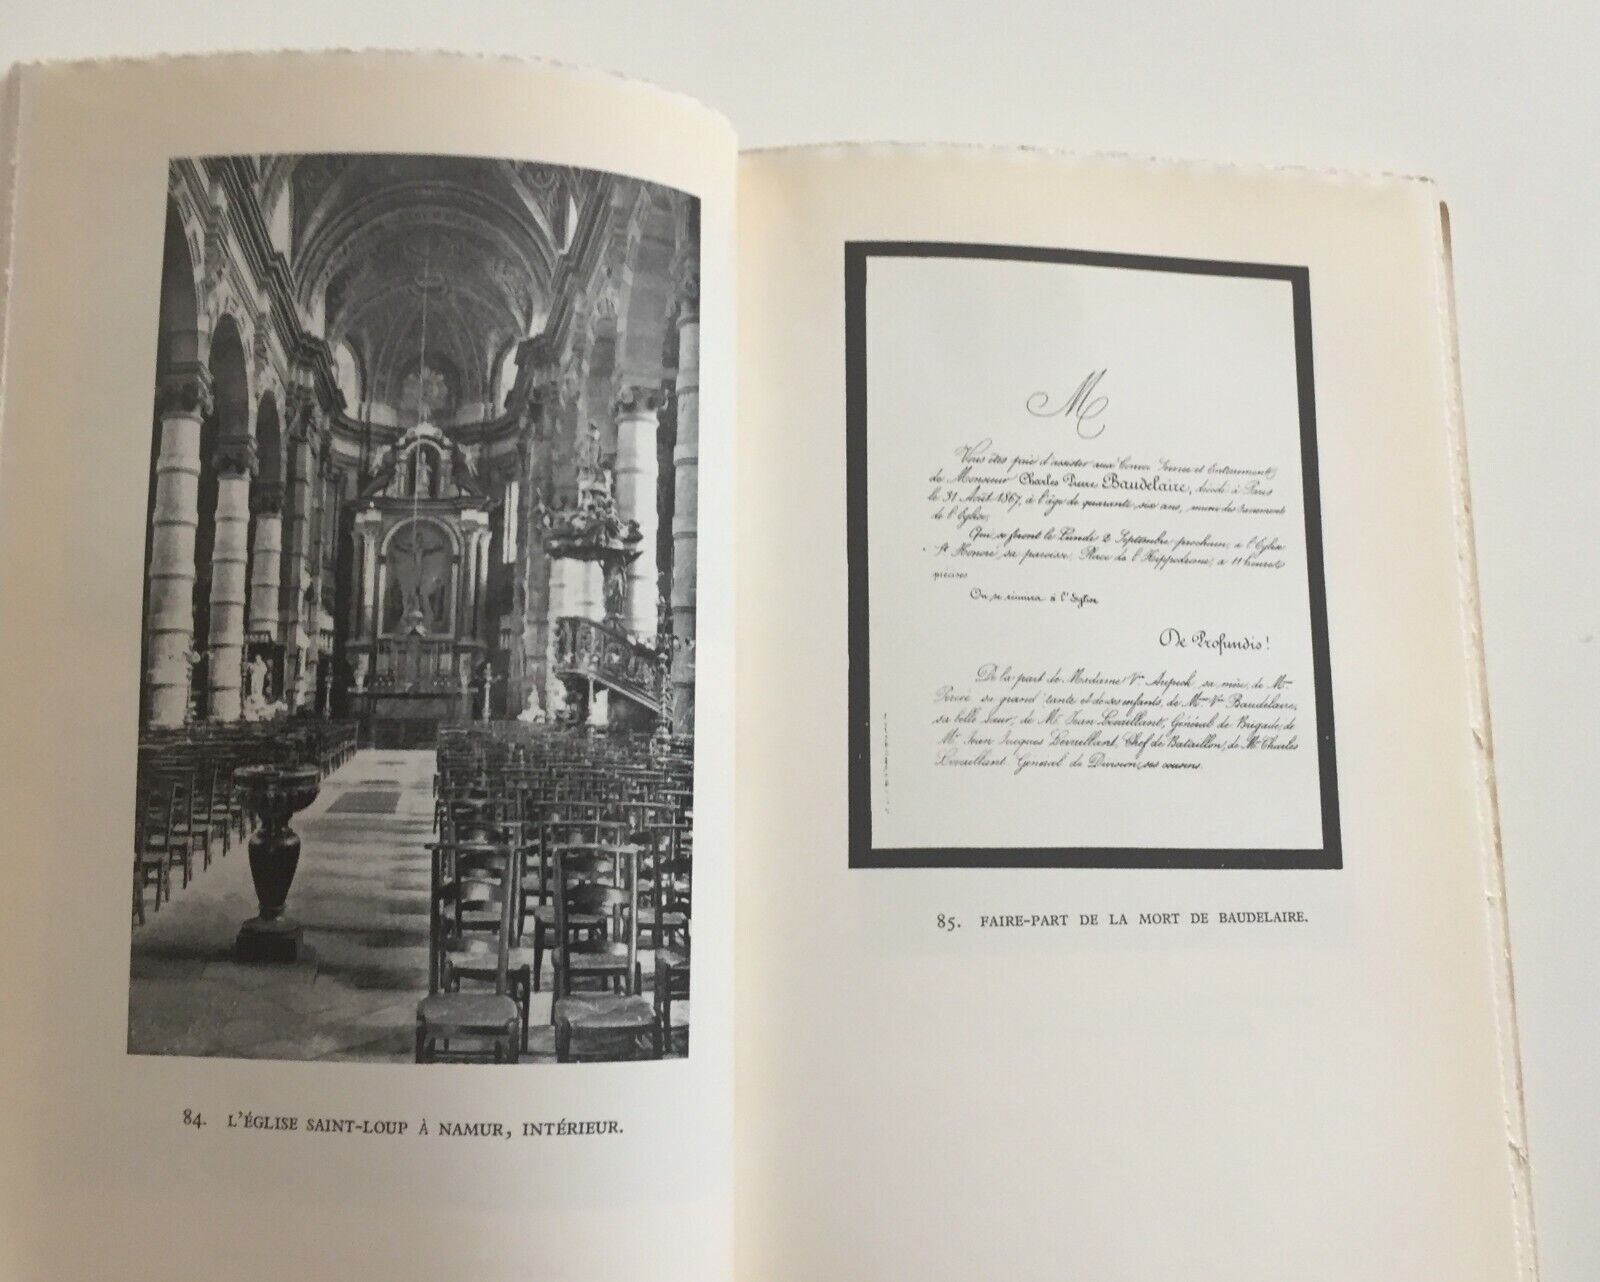 84. L'ÉGLISE SAINT-LOUP À NAMUR, INTÉRIEUR.
M
Vous êtes prié d'assister aux Convoi Service et Enterrement,
de Monsieur Charles Pierre Baudelaire, décédé à Paris
le 31 Août 1867, à l'âge de quarante six ans, muni des Sacrements
de l'Eglise,
Qui se feront le Lundi 2 Septembre prochain, à l'Eglise
St Honoré sa paroisse, Place de l'Hippodrome, à 11 heures
précises
On se réunira à l'Eglise
De Profundis!
De la part de Madame Vve Aupick sa mère, de Mme
sa grand tante et de ses enfants, de Mme Vve Baudelaire,
sa belle sœur, de Mr Jean Levaillant, Général de Brigade, de
Mr Jean Jacques Levaillant, Chef de Bataillon, de Mr Charles
Levaillant Général de Division, ses cousins.
85. FAIRE-PART DE LA MORT DE BAUDELAIRE.